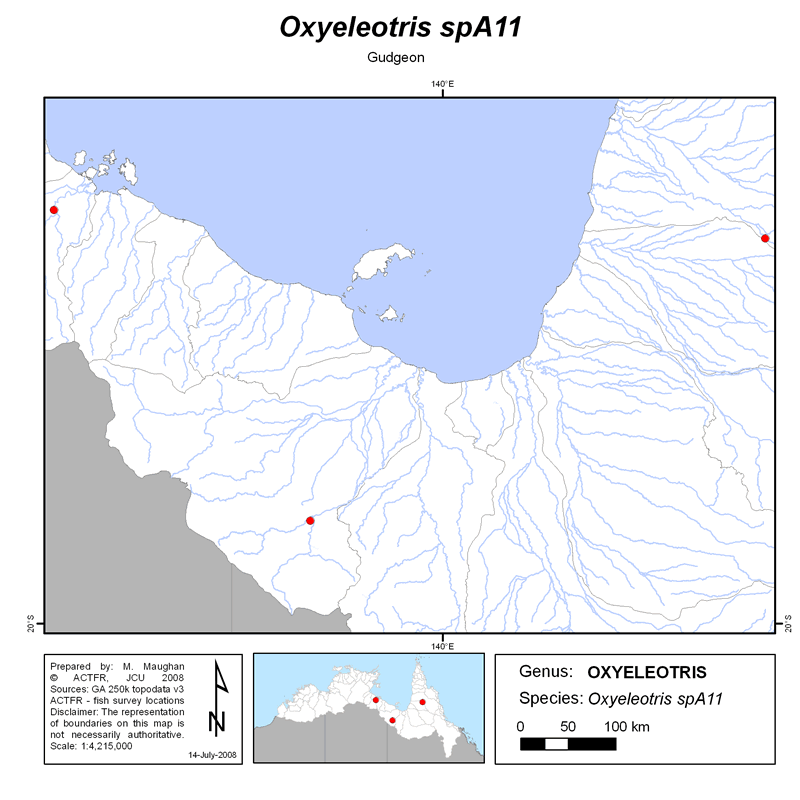 Oxyeleotris spA11
Gudgeon
140°E
20°S
20°S
140°E
Prepared by: M. Maughan
© ACTFR, JCU 2008
Sources: GA 250k topodata v3
ACTFR - fish survey locations
Disclaimer: The representation
of boundaries on this map is
not necessarily authoritative.
Scale: 1:4,215,000
N
14-July-2008
Genus: OXYELEOTRIS
Species: Oxyeleotris spA11
0 50 100 km